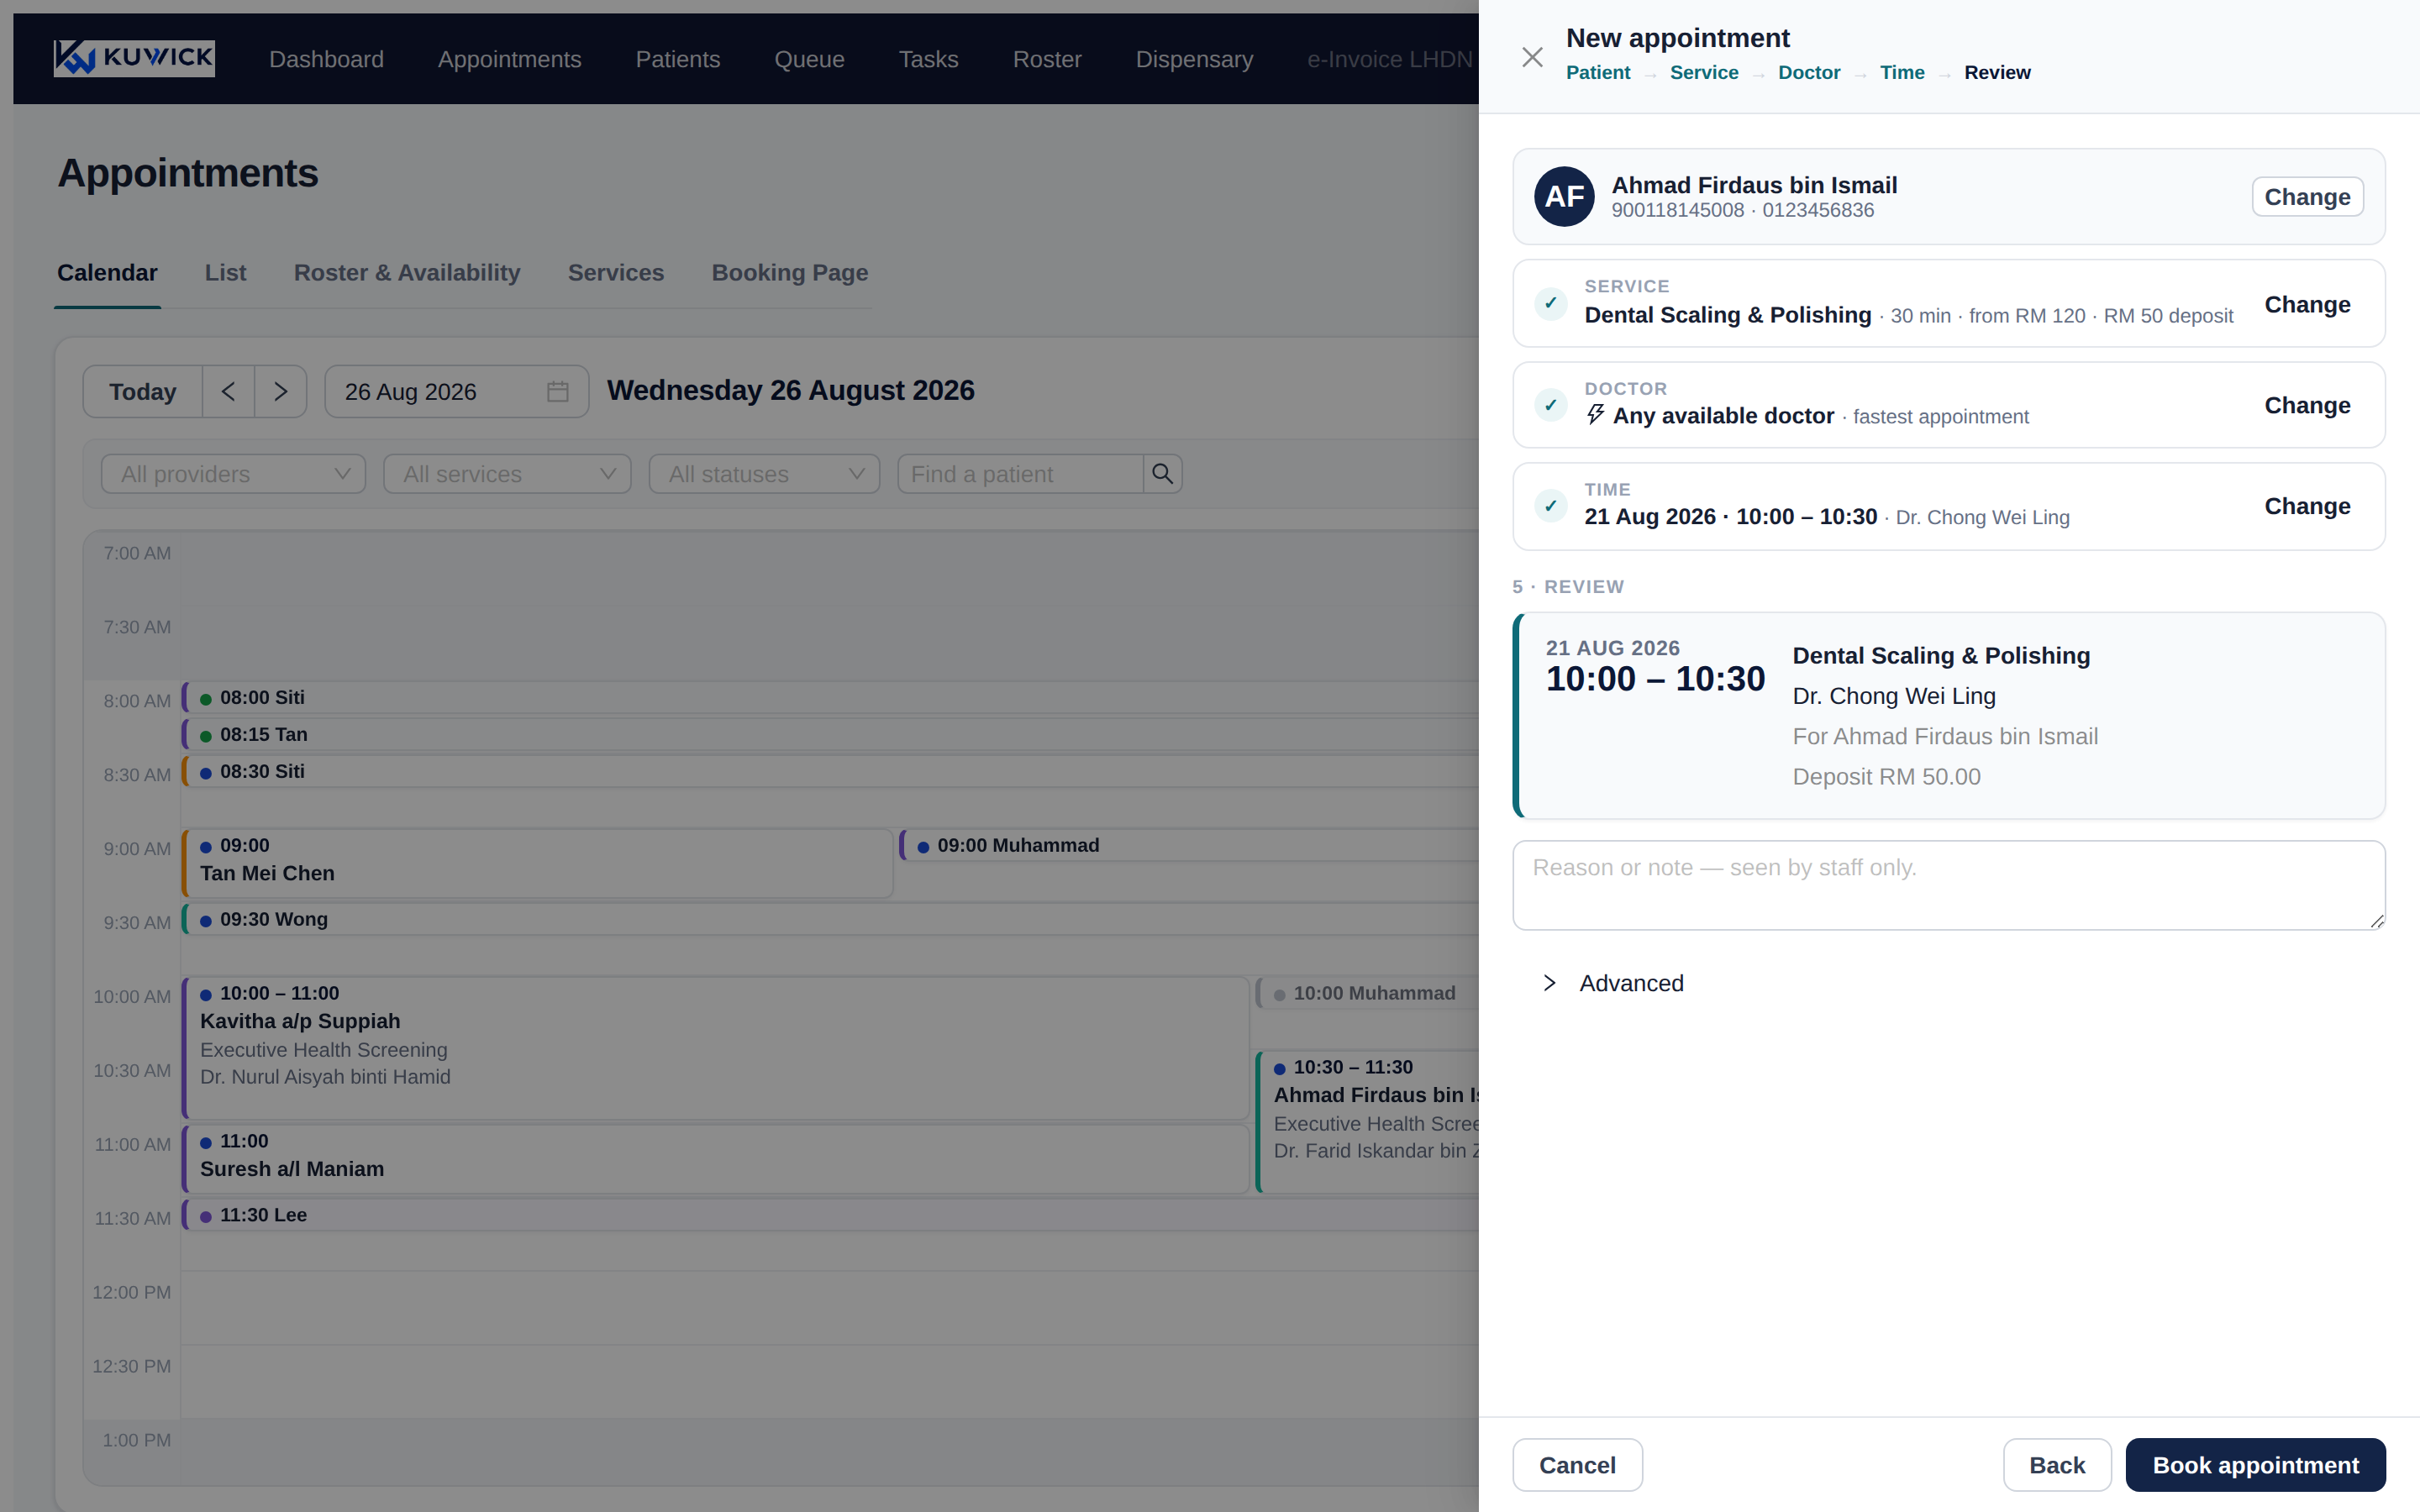 KUWICK
Dashboard
Appointments
Patients
Queue
Tasks
Roster
Dispensary
e-Invoice LHDN
Appointments
Calendar
List
Roster & Availability
Services
Booking Page
Today
26 Aug 2026
Wednesday 26 August 2026
All providers
All services
All statuses
Find a patient
7:00 AM
7:30 AM
8:00 AM
08:00 Siti
08:15 Tan
8:30 AM
08:30 Siti
9:00 AM
09:00
Tan Mei Chen
09:00 Muhammad
9:30 AM
09:30 Wong
10:00 AM
10:00 – 11:00
Kavitha a/p Suppiah
Executive Health Screening
Dr. Nurul Aisyah binti Hamid
10:00 Muhammad
10:30 AM
10:30 – 11:30
Ahmad Firdaus bin
Executive Health
Dr. Farid Iskandar bin
11:00 AM
11:00
Suresh a/l Maniam
11:30 AM
11:30 Lee
12:00 PM
12:30 PM
1:00 PM
New appointment
Patient → Service → Doctor → Time → Review
AF
Ahmad Firdaus bin Ismail
900118145008 · 0123456836
Change
SERVICE
Dental Scaling & Polishing · 30 min · from RM 120 · RM 50 deposit
Change
DOCTOR
Any available doctor · fastest appointment
Change
TIME
21 Aug 2026 · 10:00 – 10:30 · Dr. Chong Wei Ling
Change
5 · REVIEW
21 AUG 2026
10:00 – 10:30
Dental Scaling & Polishing
Dr. Chong Wei Ling
For Ahmad Firdaus bin Ismail
Deposit RM 50.00
Reason or note — seen by staff only.
Advanced
Cancel
Back
Book appointment